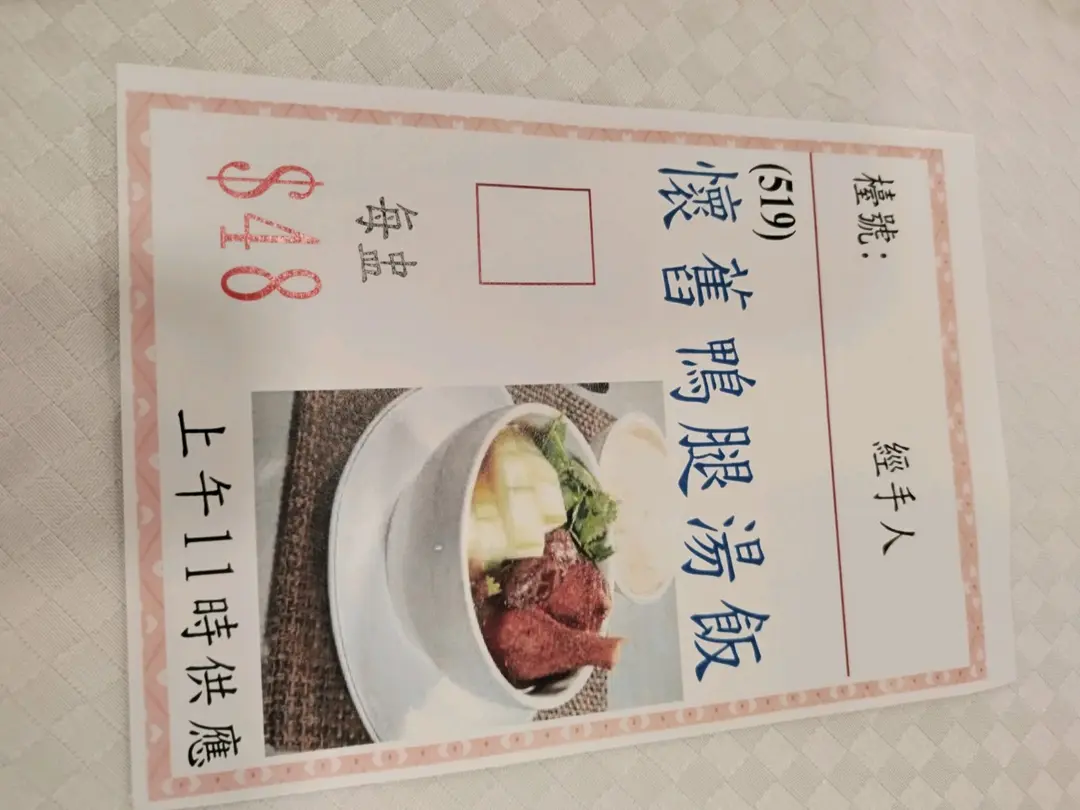 檯號： 經手人
(519)
懷舊鴨腿湯飯
每盅
$48
上午11時供應